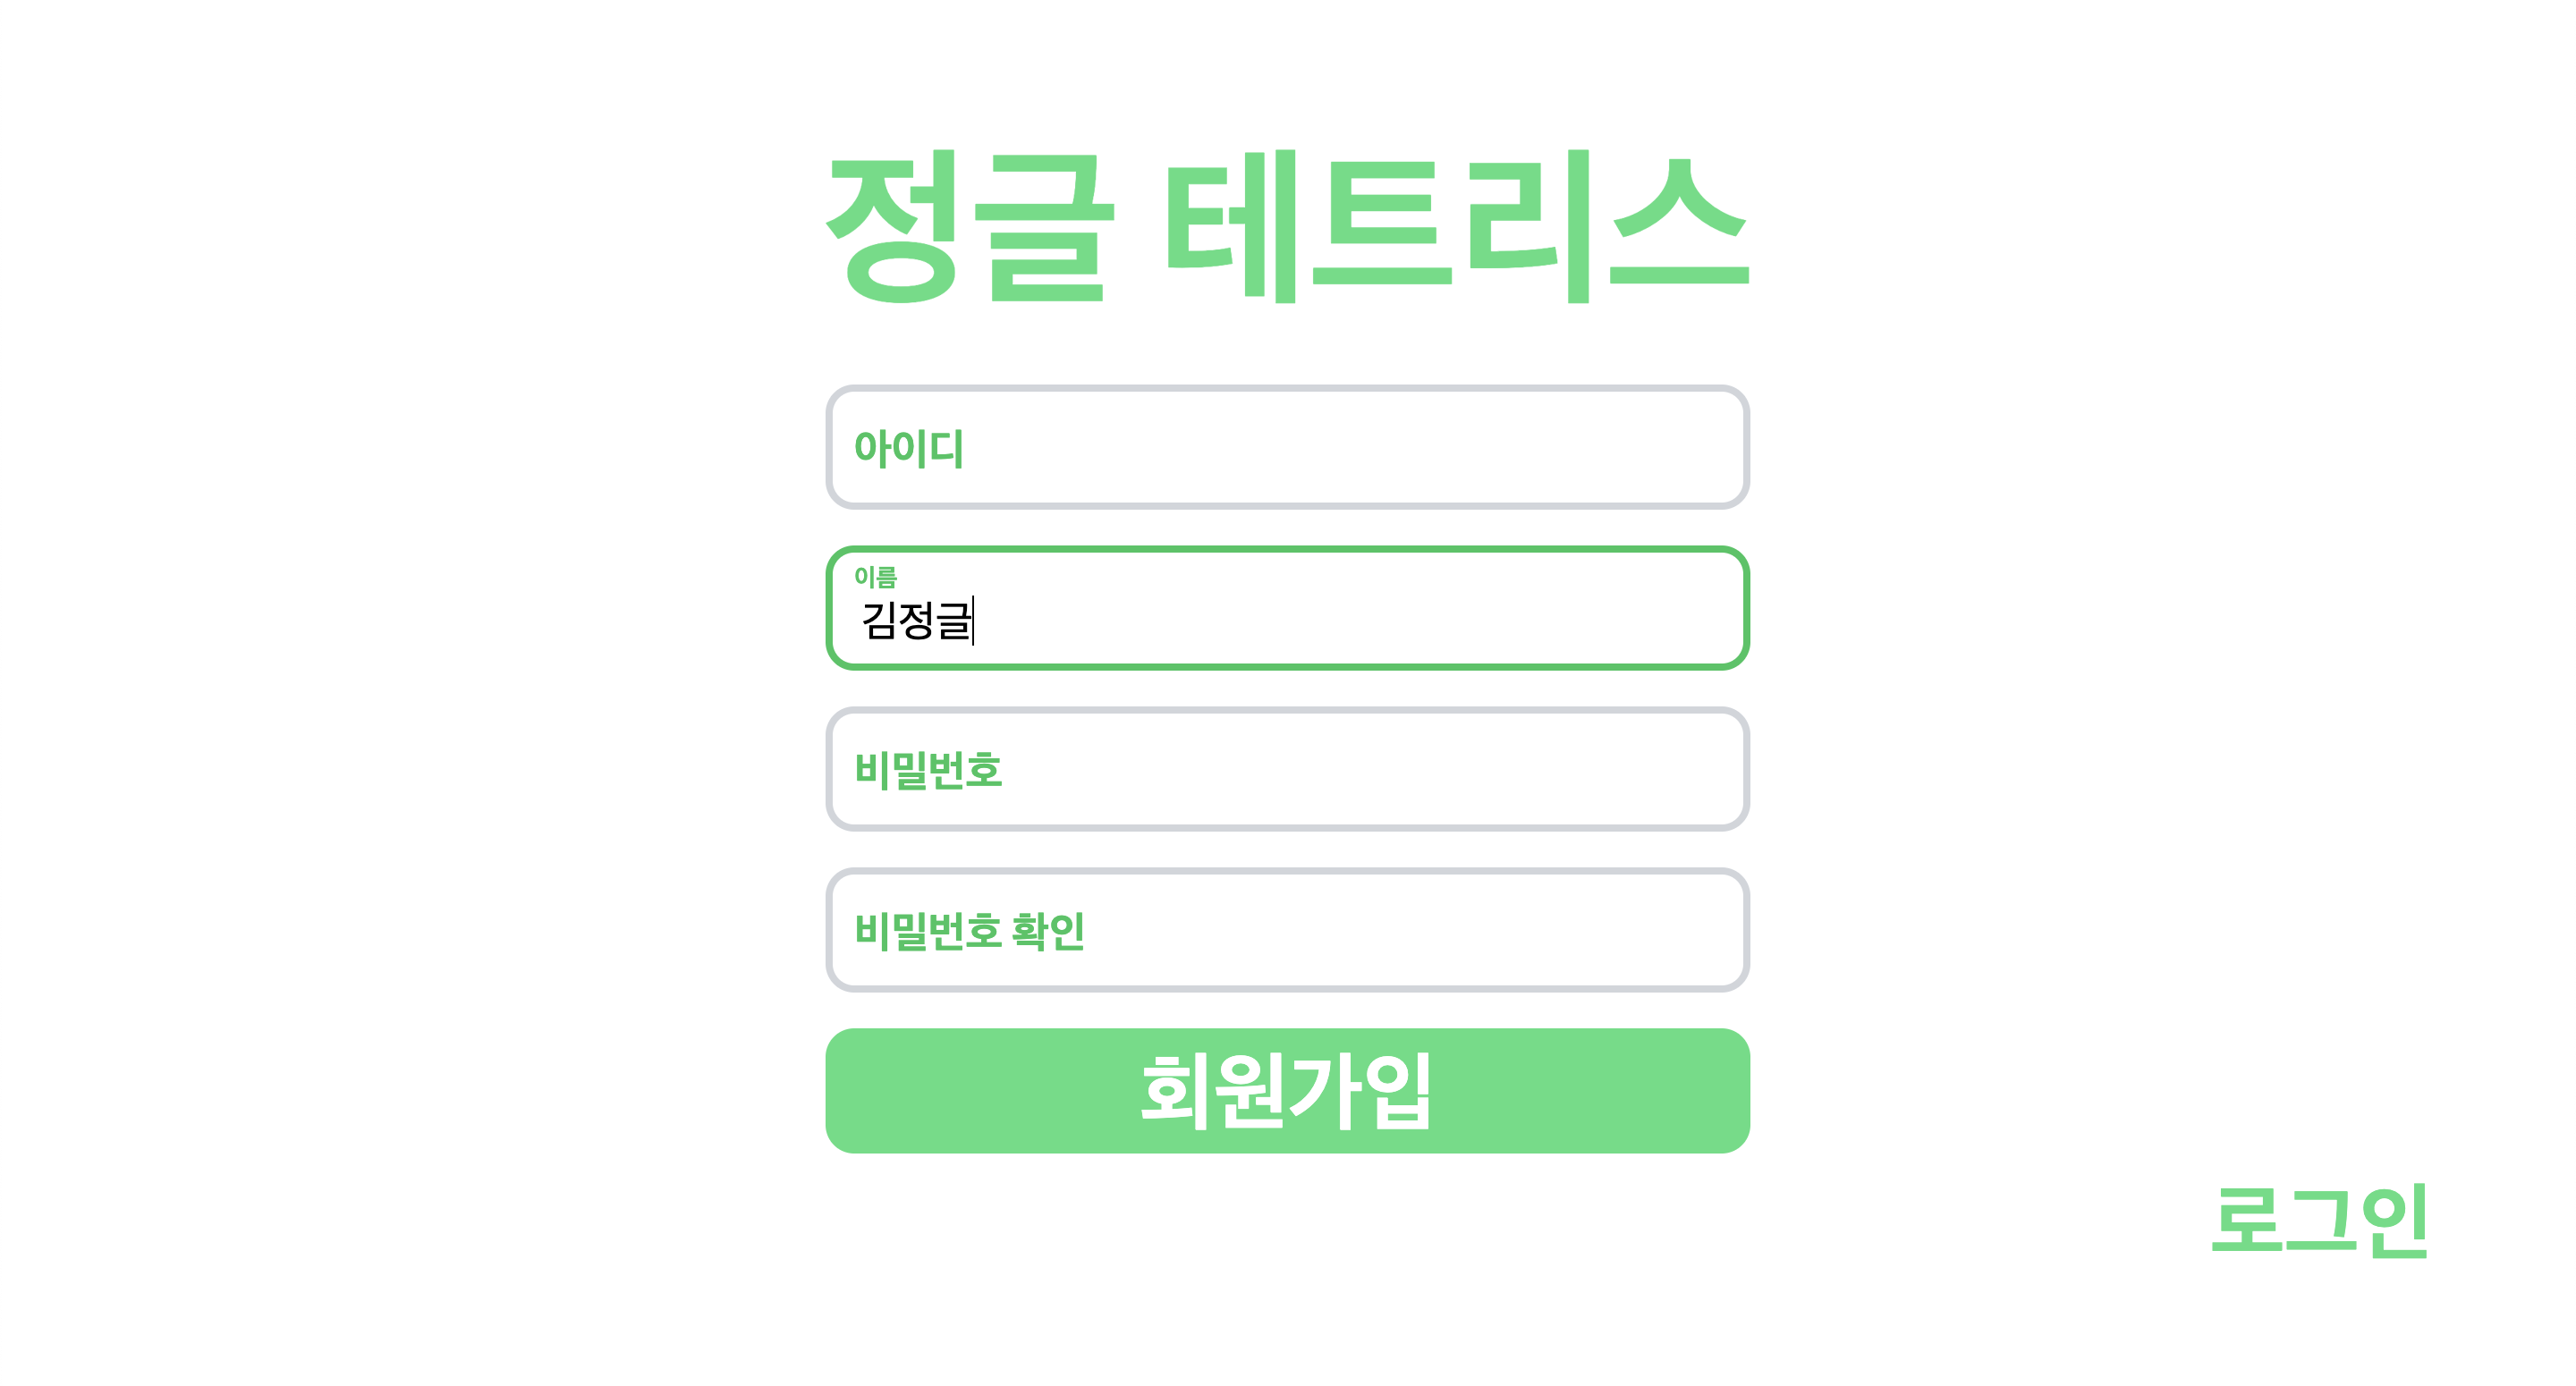 정글 테트리스
아이디
이름
김정글
비밀번호
비밀번호 확인
회원가입
로그인